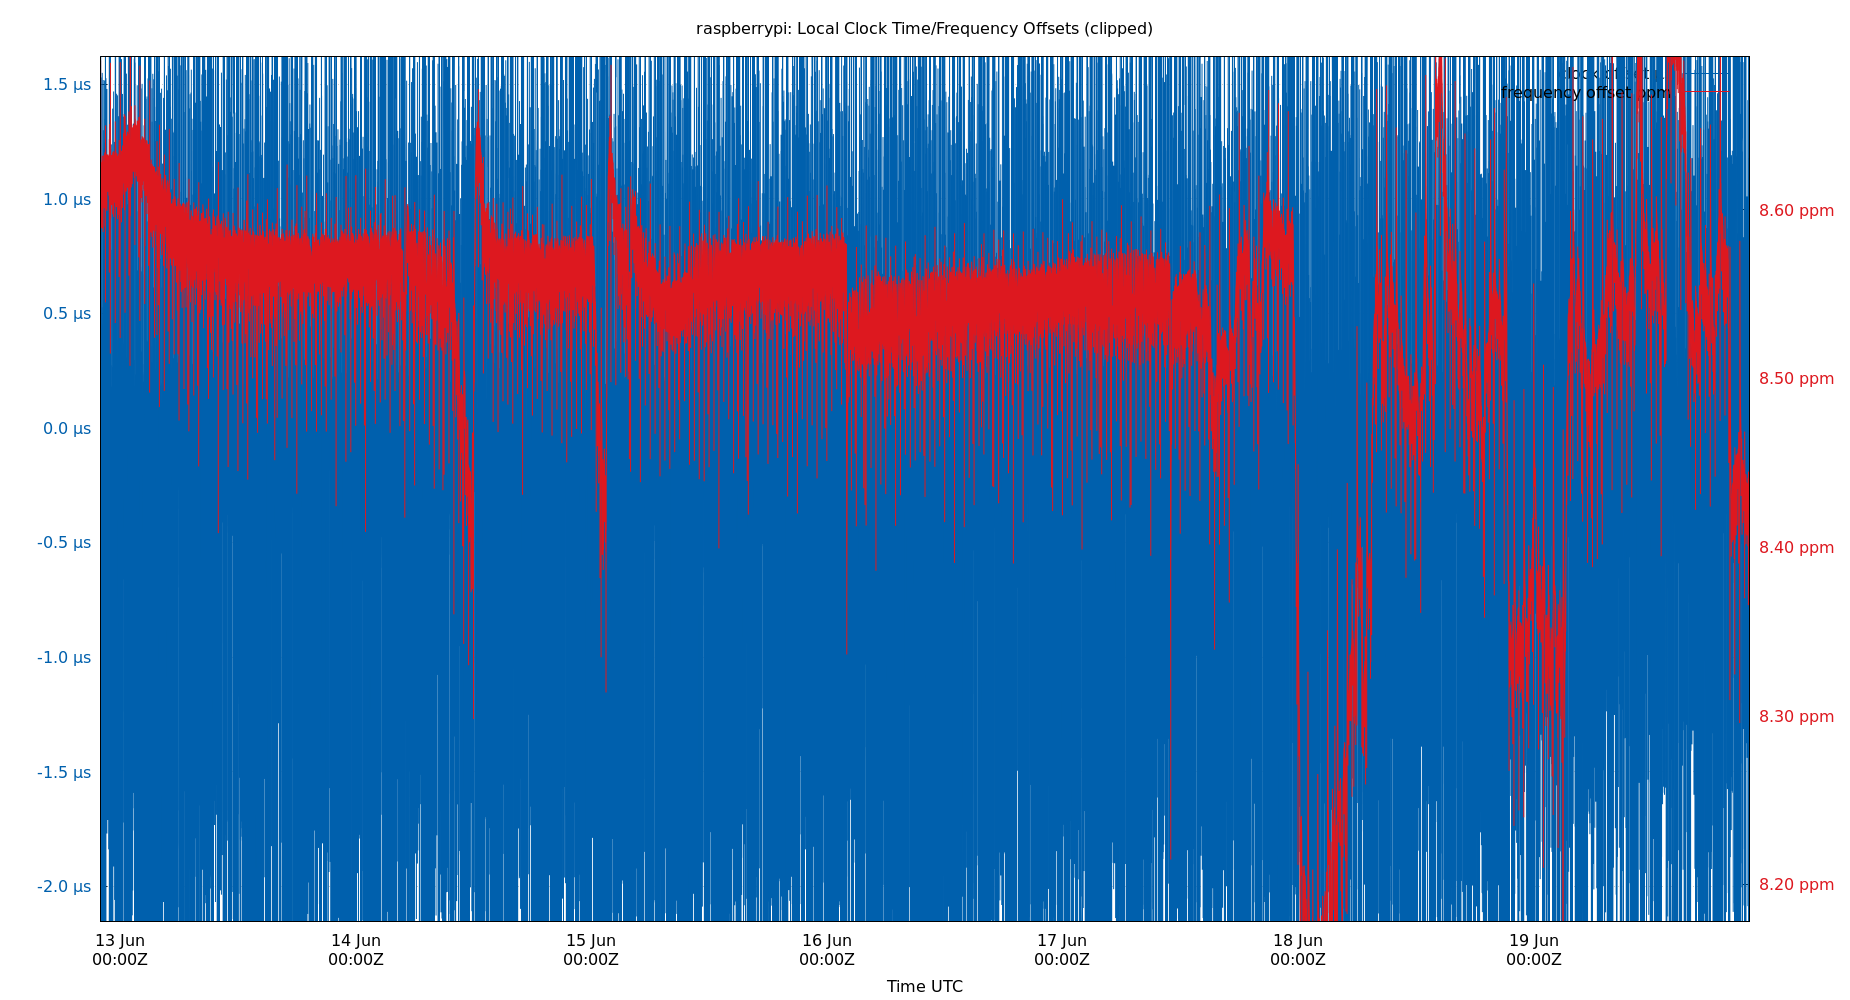 raspberrypi: Local Clock Time/Frequency Offsets (clipped)
clock offset
frequency offset ppm
1.5 µs
1.0 µs
0.5 µs
0.0 µs
-0.5 µs
-1.0 µs
-1.5 µs
-2.0 µs
8.60 ppm
8.50 ppm
8.40 ppm
8.30 ppm
8.20 ppm
13 Jun
00:00Z
14 Jun
00:00Z
15 Jun
00:00Z
16 Jun
00:00Z
17 Jun
00:00Z
18 Jun
00:00Z
19 Jun
00:00Z
Time UTC